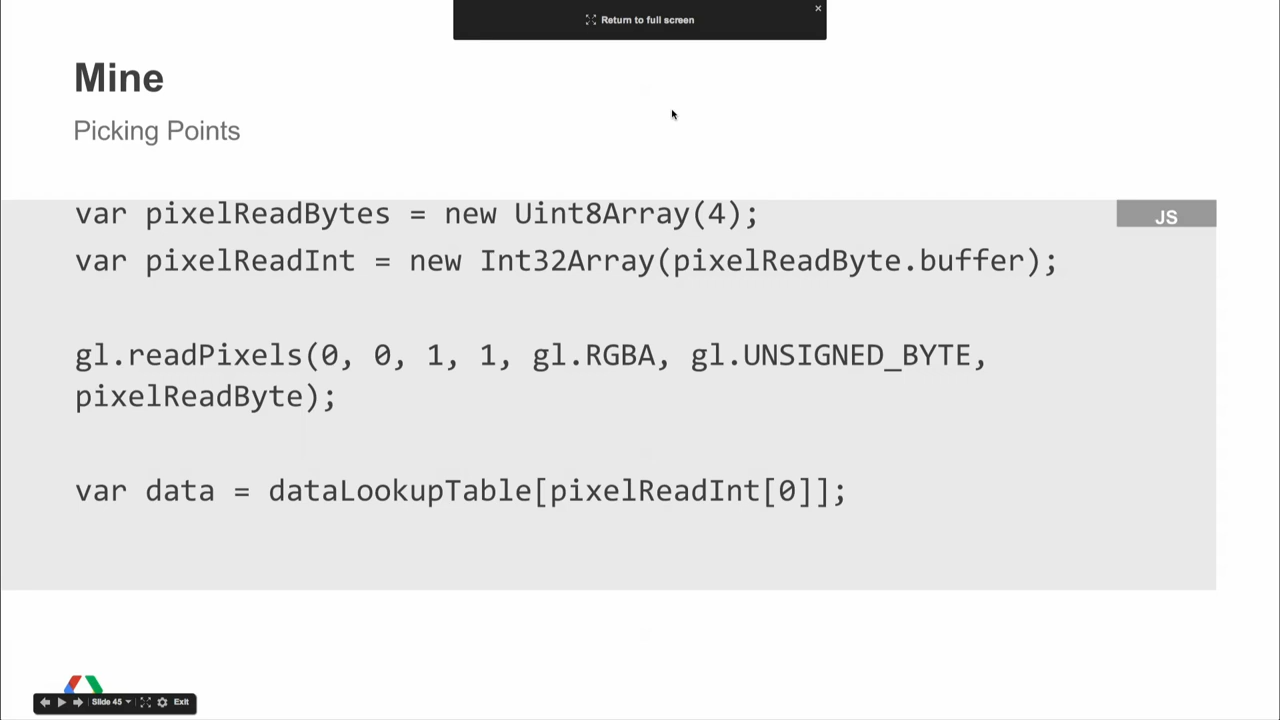 Return to full screen
Mine
Picking Points
var pixelReadBytes = new Uint8Array(4);
JS
var pixelReadInt = new Int32Array(pixelReadByte.buffer);
gl.readPixels(0, 0, 1, 1, gl.RGBA, gl.UNSIGNED_BYTE,
pixelReadByte);
var data = dataLookupTable[pixelReadInt[0]];
Slide 45
Exit